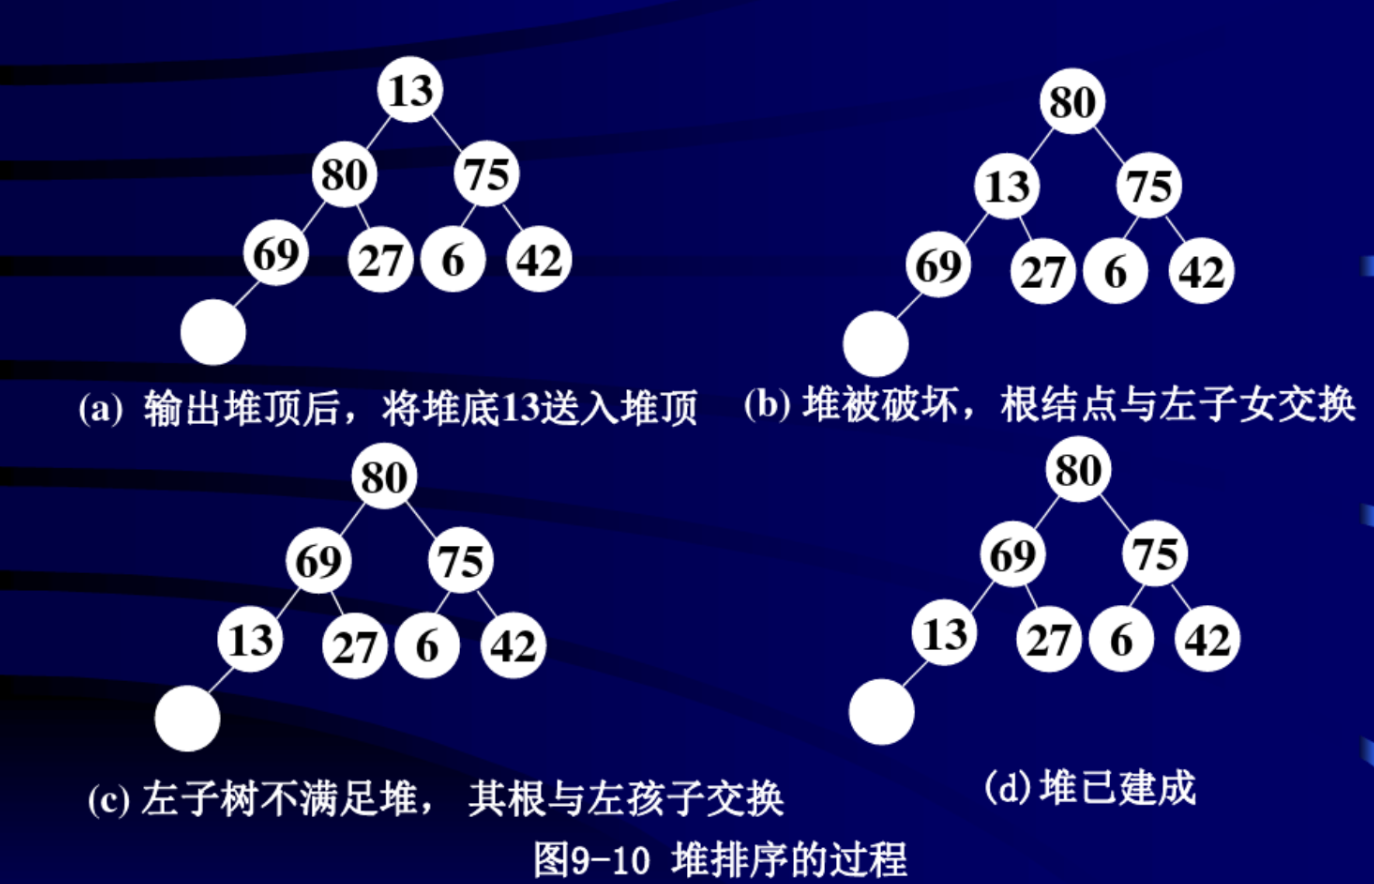 13
80 75
69 27 6 42
(a) 输出堆顶后，将堆底13送入堆顶
80
13 75
69 27 6 42
(b) 堆被破坏，根结点与左子女交换
80
69 75
13 27 6 42
(c) 左子树不满足堆， 其根与左孩子交换
80
69 75
13 27 6 42
(d)堆已建成
图9-10 堆排序的过程